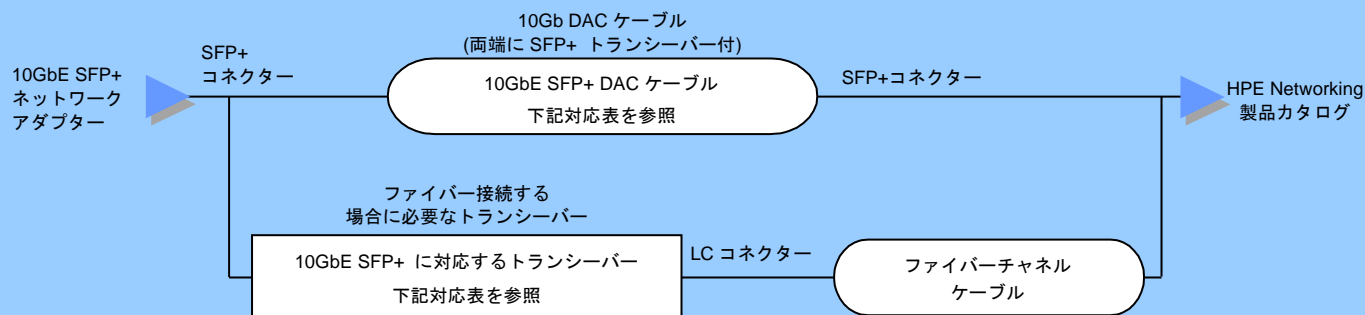 10Gb DAC ケーブル
(両端に SFP+ トランシーバー付)
SFP+
コネクター
10GbE SFP+
ネットワーク
アダプター
10GbE SFP+ DAC ケーブル
下記対応表を参照
SFP+コネクター
HPE Networking
製品カタログ
ファイバー接続する
場合に必要なトランシーバー
10GbE SFP+ に対応するトランシーバー
下記対応表を参照
LC コネクター
ファイバーチャネル
ケーブル